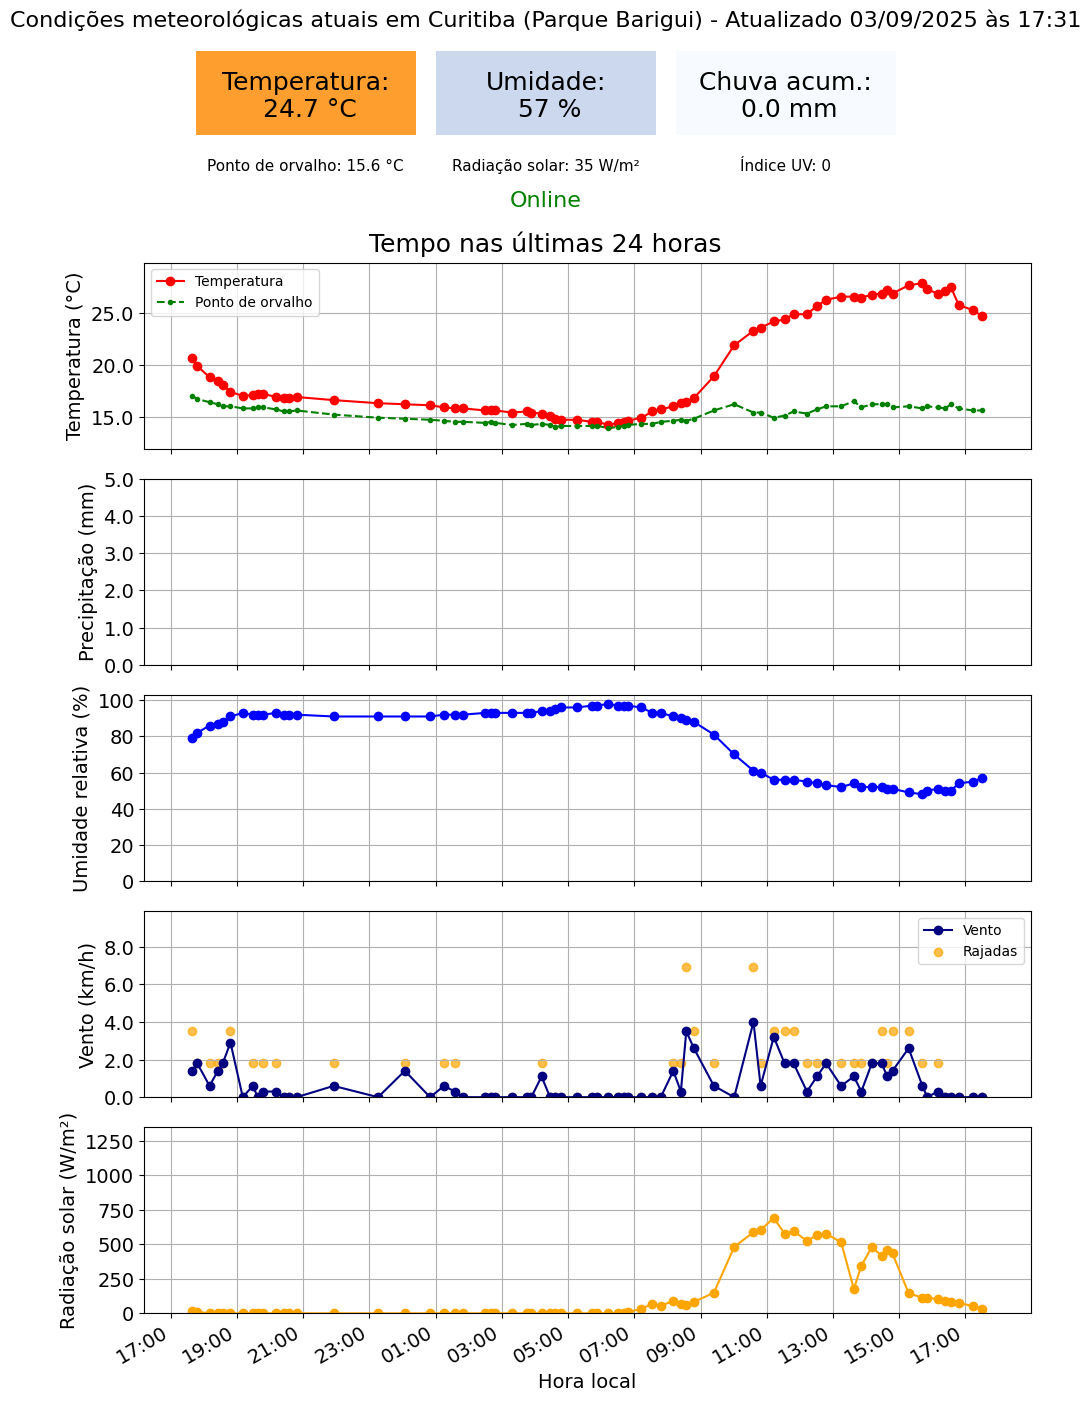 Condições meteorológicas atuais em Curitiba (Parque Barigui) - Atualizado 03/09/2025 às 17:31
Temperatura:
24.7 °C
Umidade:
57 %
Chuva acum.:
0.0 mm
Ponto de orvalho: 15.6 °C
Radiação solar: 35 W/m²
Índice UV: 0
Online
Tempo nas últimas 24 horas
Temperatura (°C)
25.0
20.0
15.0
Temperatura
Ponto de orvalho
Precipitação (mm)
5.0
4.0
3.0
2.0
1.0
0.0
Umidade relativa (%)
100
80
60
40
20
0
Vento (km/h)
8.0
6.0
4.0
2.0
0.0
Vento
Rajadas
Radiação solar (W/m²)
1250
1000
750
500
250
0
17:00
19:00
21:00
23:00
01:00
03:00
05:00
07:00
09:00
11:00
13:00
15:00
17:00
Hora local